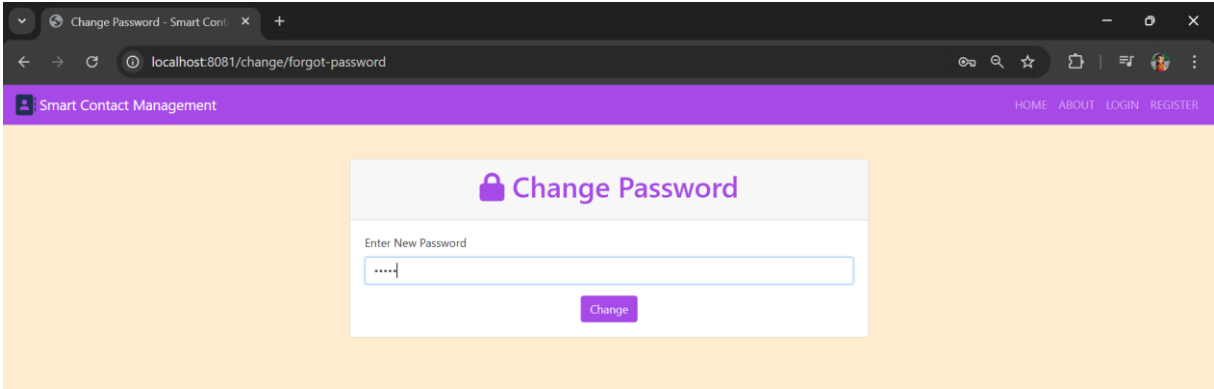 Change Password - Smart Cont
localhost:8081/change/forgot-password
Smart Contact Management
HOME ABOUT LOGIN REGISTER
Change Password
Enter New Password
•••••
Change